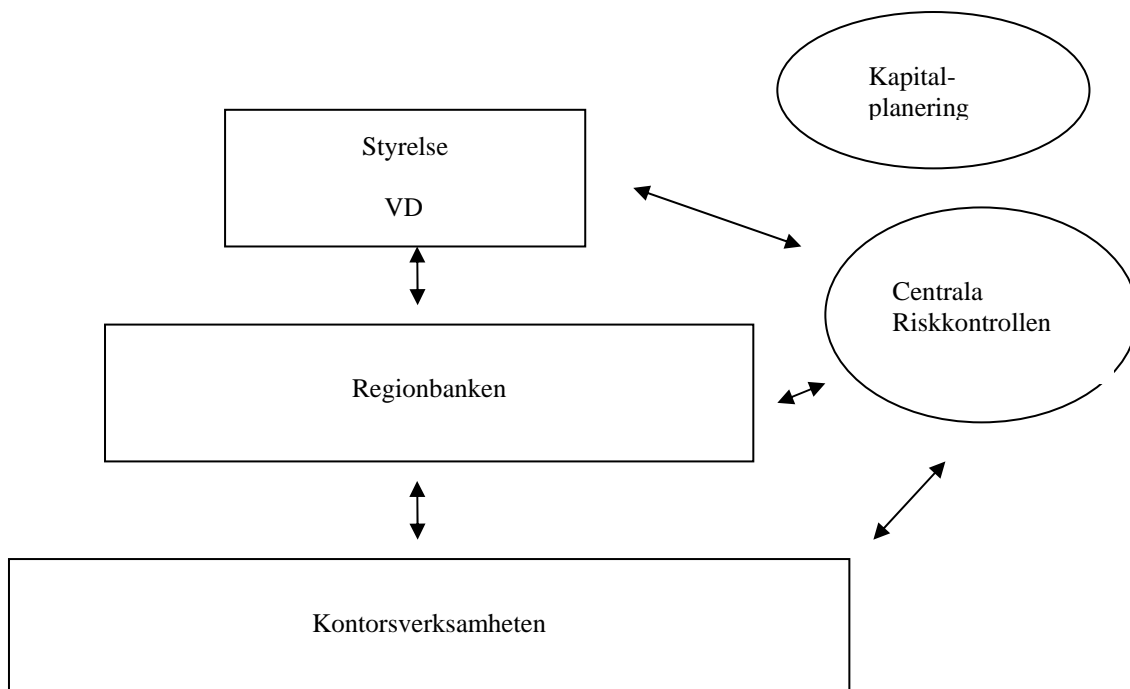 Kapital-
planering
Styrelse
VD
Centrala
Riskkontrollen
Regionbanken
Kontorsverksamheten